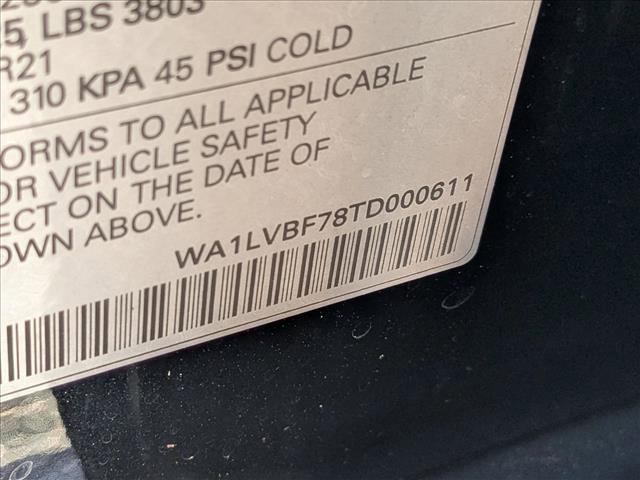 5, LBS 3803
R21
310 KPA 45 PSI COLD
ORMS TO ALL APPLICABLE
OR VEHICLE SAFETY
ECT ON THE DATE OF
OWN ABOVE.
WA1LVBF78TD000611